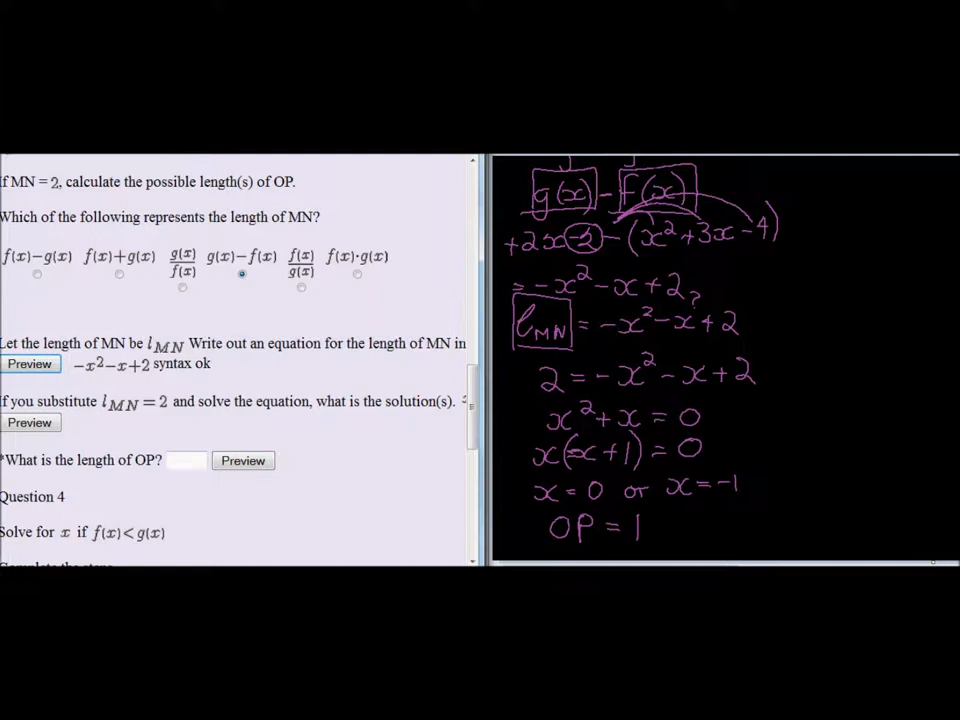 If MN = 2, calculate the possible length(s) of OP.
Which of the following represents the length of MN?
f(x)−g(x) f(x)+g(x) g(x)/f(x) g(x)−f(x) f(x)/g(x) f(x)·g(x)
Let the length of MN be l_MN Write out an equation for the length of MN in
Preview −x²−x+2 syntax ok
If you substitute l_MN = 2 and solve the equation, what is the solution(s).
Preview
*What is the length of OP? Preview
Question 4
Solve for x if f(x)<g(x)
g(x) − f(x)
+2x−2 − (x²+3x−4)
= −x²−x+2
l_MN = −x²−x+2
2 = −x²−x+2
x²+x = 0
x(x+1) = 0
x = 0 or x = −1
OP = 1